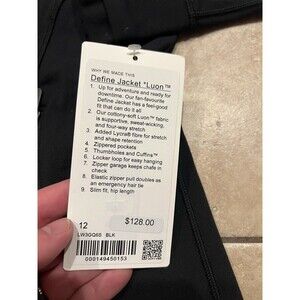 WHY WE MADE THIS
Define Jacket *Luon™
1. Up for adventure and ready for
downtime. Our fan-favourite
Define Jacket has a feel-good
fit that can do it all
2. Our cottony-soft Luon™ fabric
is supportive, sweat-wicking,
and four-way stretch
3. Added Lycra® fibre for stretch
and shape retention
4. Zippered pockets
5. Thumbholes and Cuffins™
6. Locker loop for easy hanging
7. Zipper garage keeps chafe in
check
8. Elastic zipper pull doubles as
an emergency hair tie
9. Slim fit, hip length
12
$128.00
LW3GQ6S BLK
000149450153